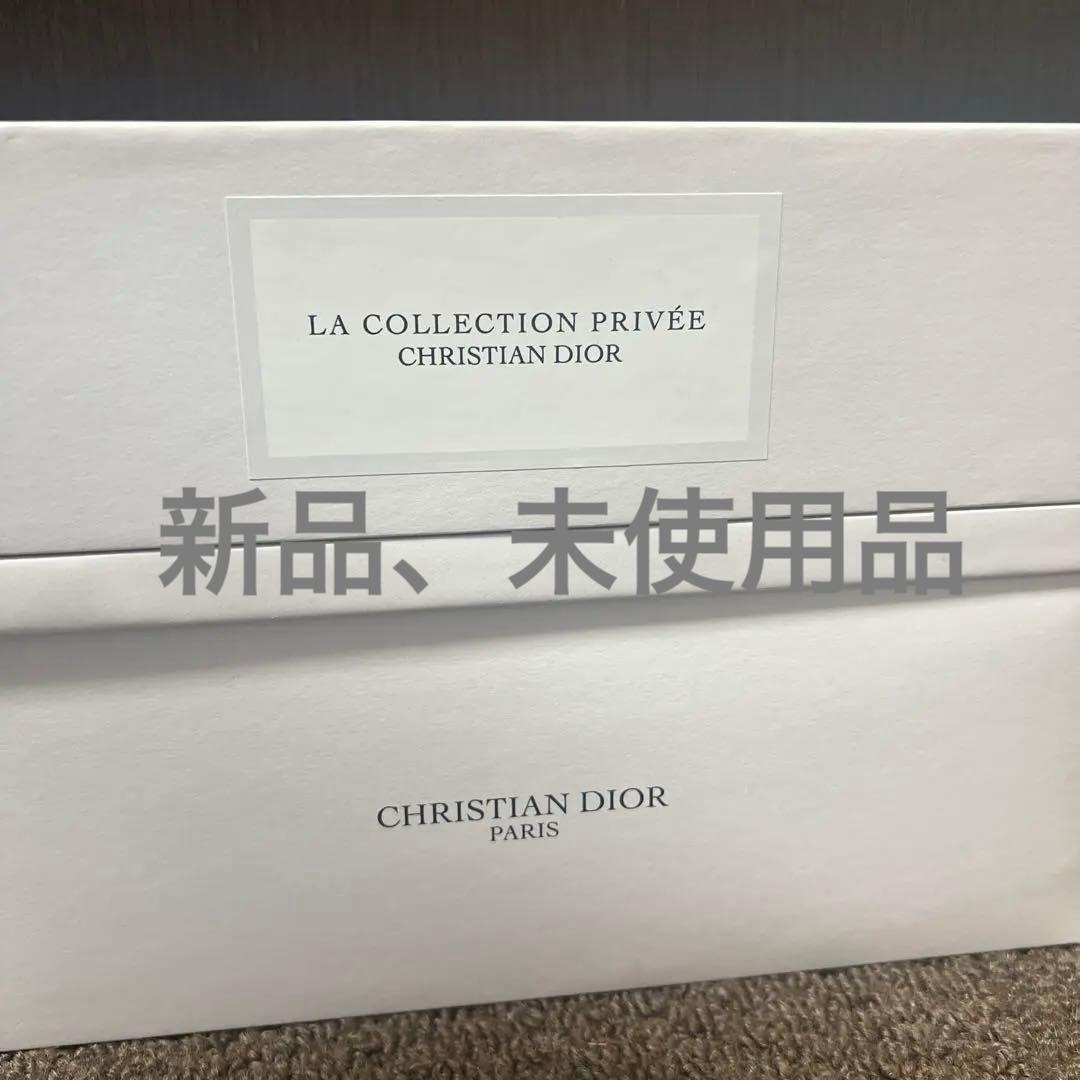 LA COLLECTION PRIVÉE
CHRISTIAN DIOR
新品、未使用品
CHRISTIAN DIOR
PARIS